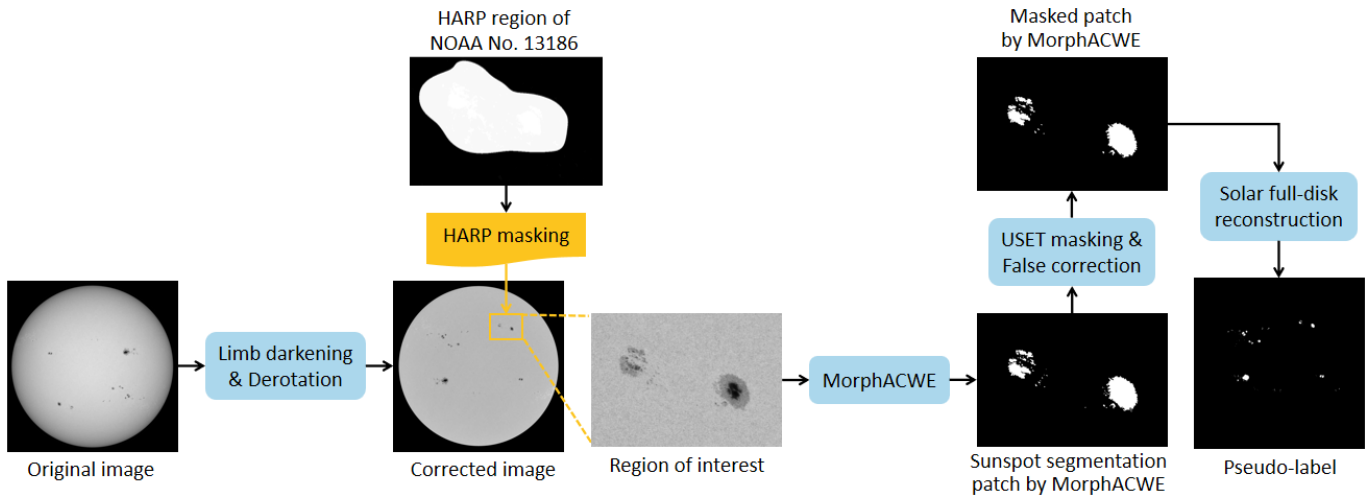 HARP region of
NOAA No. 13186
HARP masking
Original image
Limb darkening
& Derotation
Corrected image
Region of interest
MorphACWE
Sunspot segmentation
patch by MorphACWE
USET masking &
False correction
Masked patch
by MorphACWE
Solar full-disk
reconstruction
Pseudo-label